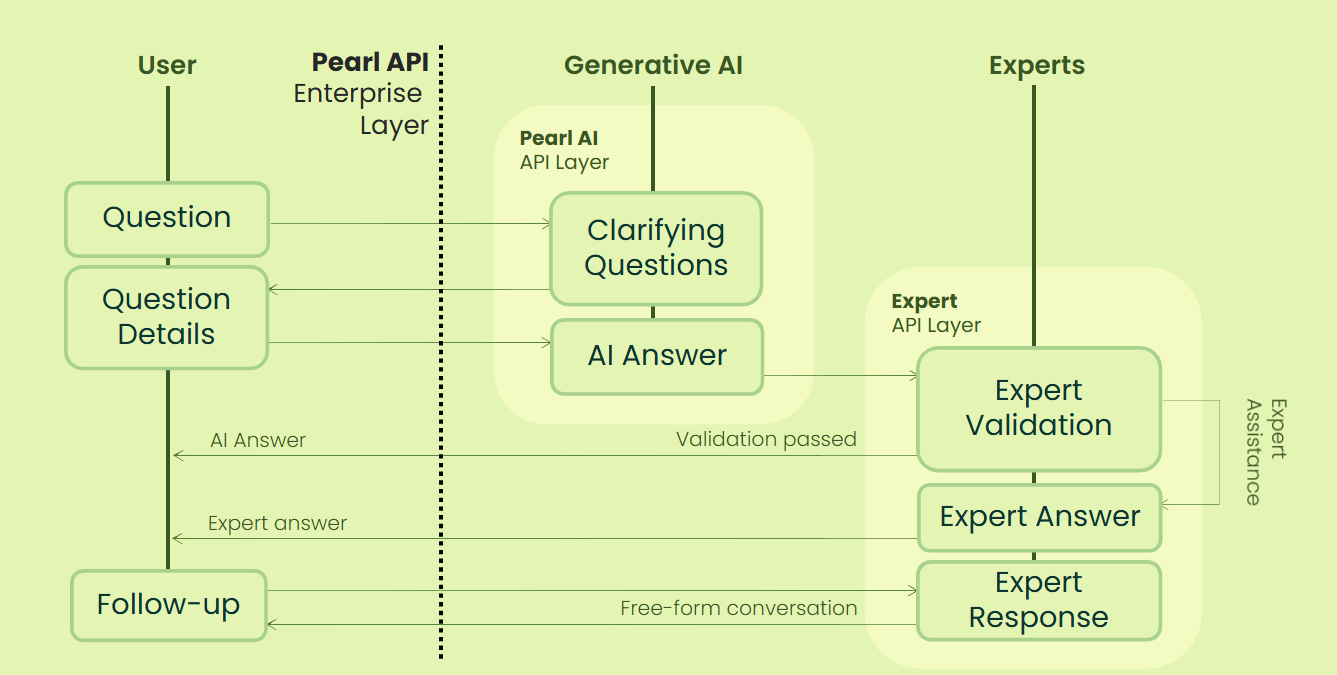 User
Pearl API
Enterprise
Layer
Generative AI
Experts
Pearl AI
API Layer
Question
Clarifying
Questions
Question
Details
AI Answer
Expert
API Layer
Expert
Validation
Expert
Assistance
AI Answer
Validation passed
Expert Answer
Expert answer
Follow-up
Free-form conversation
Expert
Response